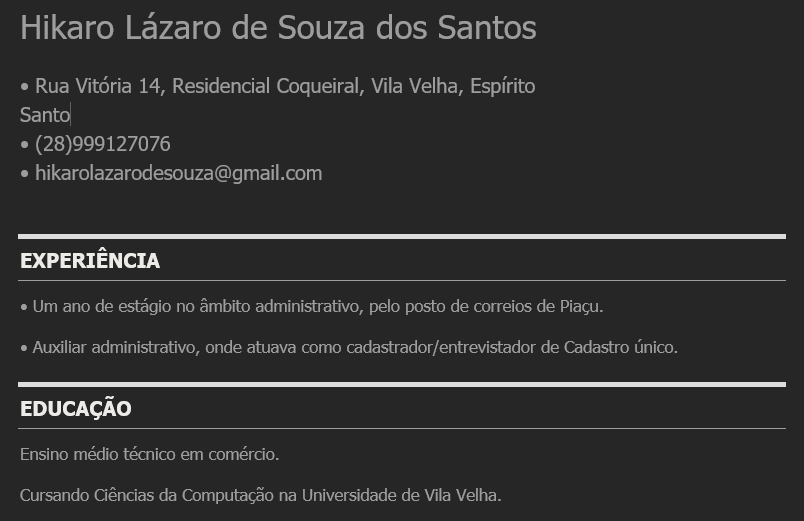 Hikaro Lázaro de Souza dos Santos
• Rua Vitória 14, Residencial Coqueiral, Vila Velha, Espírito
Santo
• (28)999127076
• hikarolazarodesouza@gmail.com
EXPERIÊNCIA
• Um ano de estágio no âmbito administrativo, pelo posto de correios de Piaçu.
• Auxiliar administrativo, onde atuava como cadastrador/entrevistador de Cadastro único.
EDUCAÇÃO
Ensino médio técnico em comércio.
Cursando Ciências da Computação na Universidade de Vila Velha.